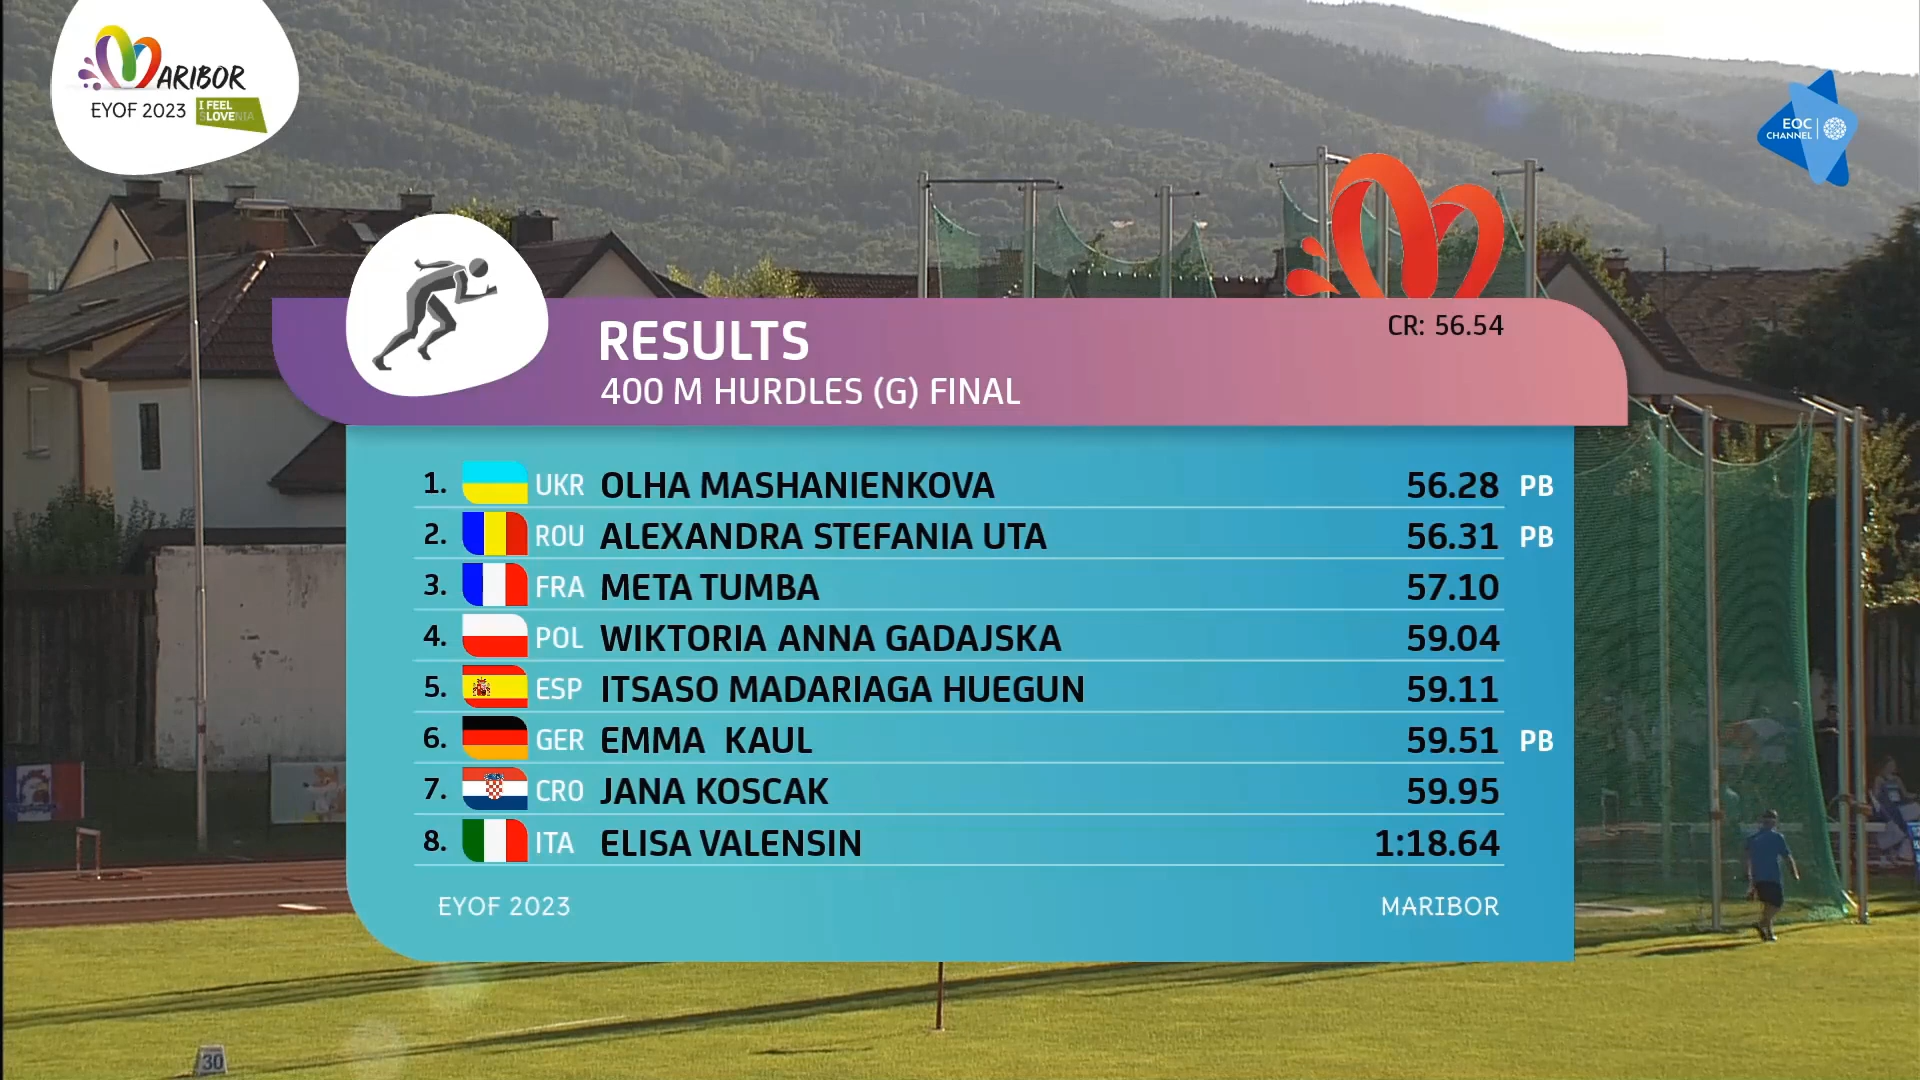 MARIBOR
EYOF 2023
I FEEL
SLOVENIA
EOC
CHANNEL
CR: 56.54
RESULTS
400 M HURDLES (G) FINAL
1. UKR OLHA MASHANIENKOVA 56.28 PB
2. ROU ALEXANDRA STEFANIA UTA 56.31 PB
3. FRA META TUMBA 57.10
4. POL WIKTORIA ANNA GADAJSKA 59.04
5. ESP ITSASO MADARIAGA HUEGUN 59.11
6. GER EMMA KAUL 59.51 PB
7. CRO JANA KOSCAK 59.95
8. ITA ELISA VALENSIN 1:18.64
EYOF 2023 MARIBOR
30